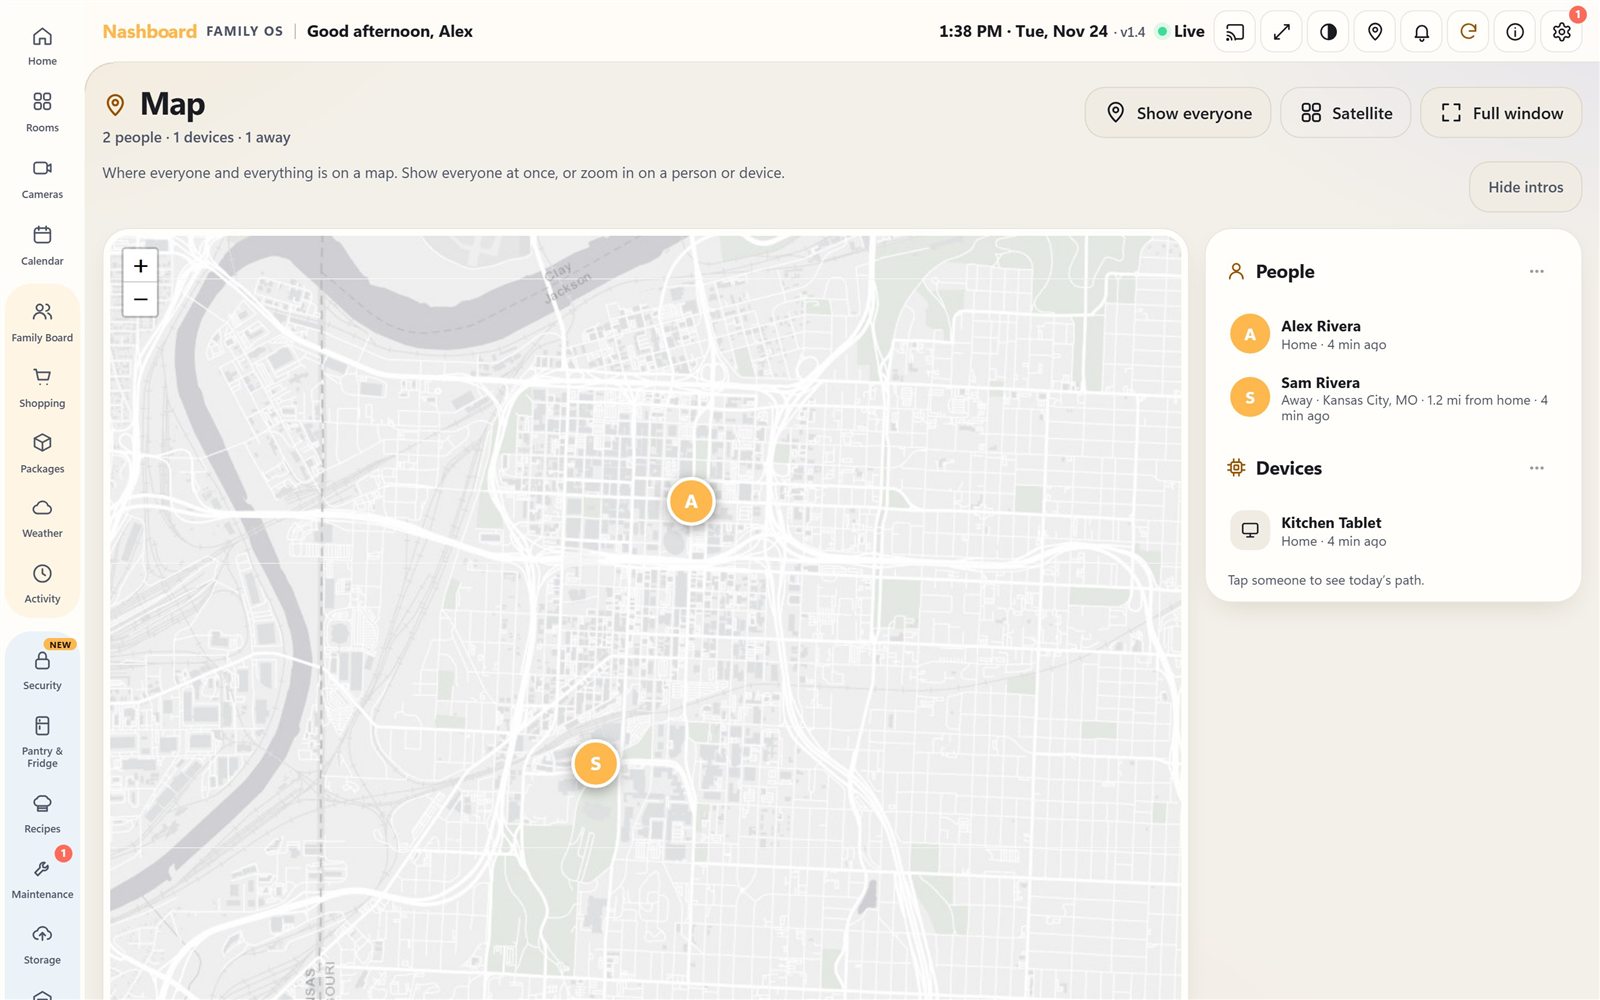 Nashboard FAMILY OS Good afternoon, Alex
1:38 PM · Tue, Nov 24 · v1.4 Live
1
Home
Rooms
Cameras
Calendar
Family Board
Shopping
Packages
Weather
Activity
NEW
Security
Pantry &
Fridge
Recipes
1
Maintenance
Storage
Map
2 people · 1 devices · 1 away
Where everyone and everything is on a map. Show everyone at once, or zoom in on a person or device.
Show everyone
Satellite
Full window
Hide intros
+
−
Clay
Jackson
A
S
People
...
A
Alex Rivera
Home · 4 min ago
S
Sam Rivera
Away · Kansas City, MO · 1.2 mi from home · 4
min ago
Devices
...
Kitchen Tablet
Home · 4 min ago
Tap someone to see today’s path.